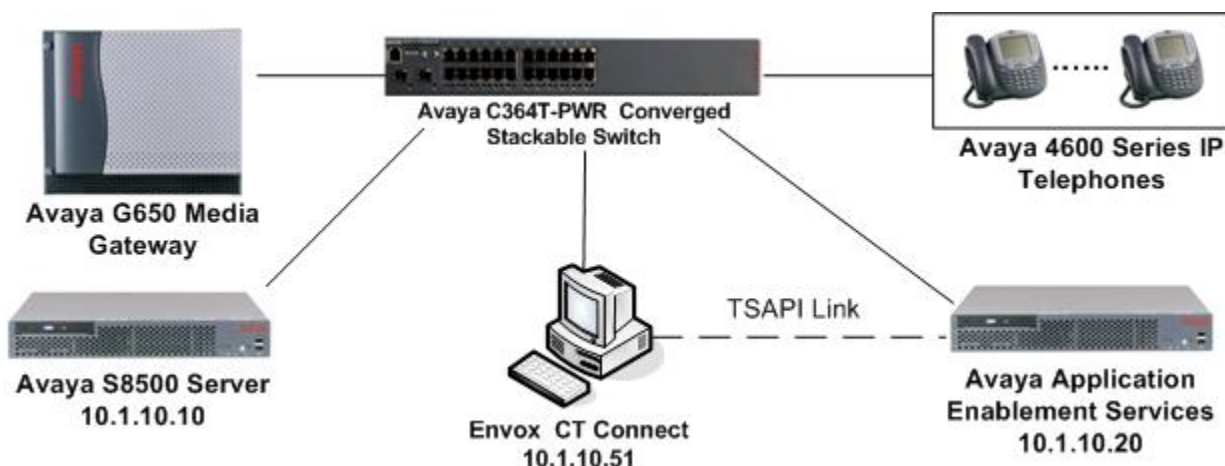 Avaya C364T-PWR Converged
Stackable Switch
Avaya 4600 Series IP
Telephones
Avaya G650 Media
Gateway
TSAPI Link
Avaya S8500 Server
10.1.10.10
Envox CT Connect
10.1.10.51
Avaya Application
Enablement Services
10.1.10.20